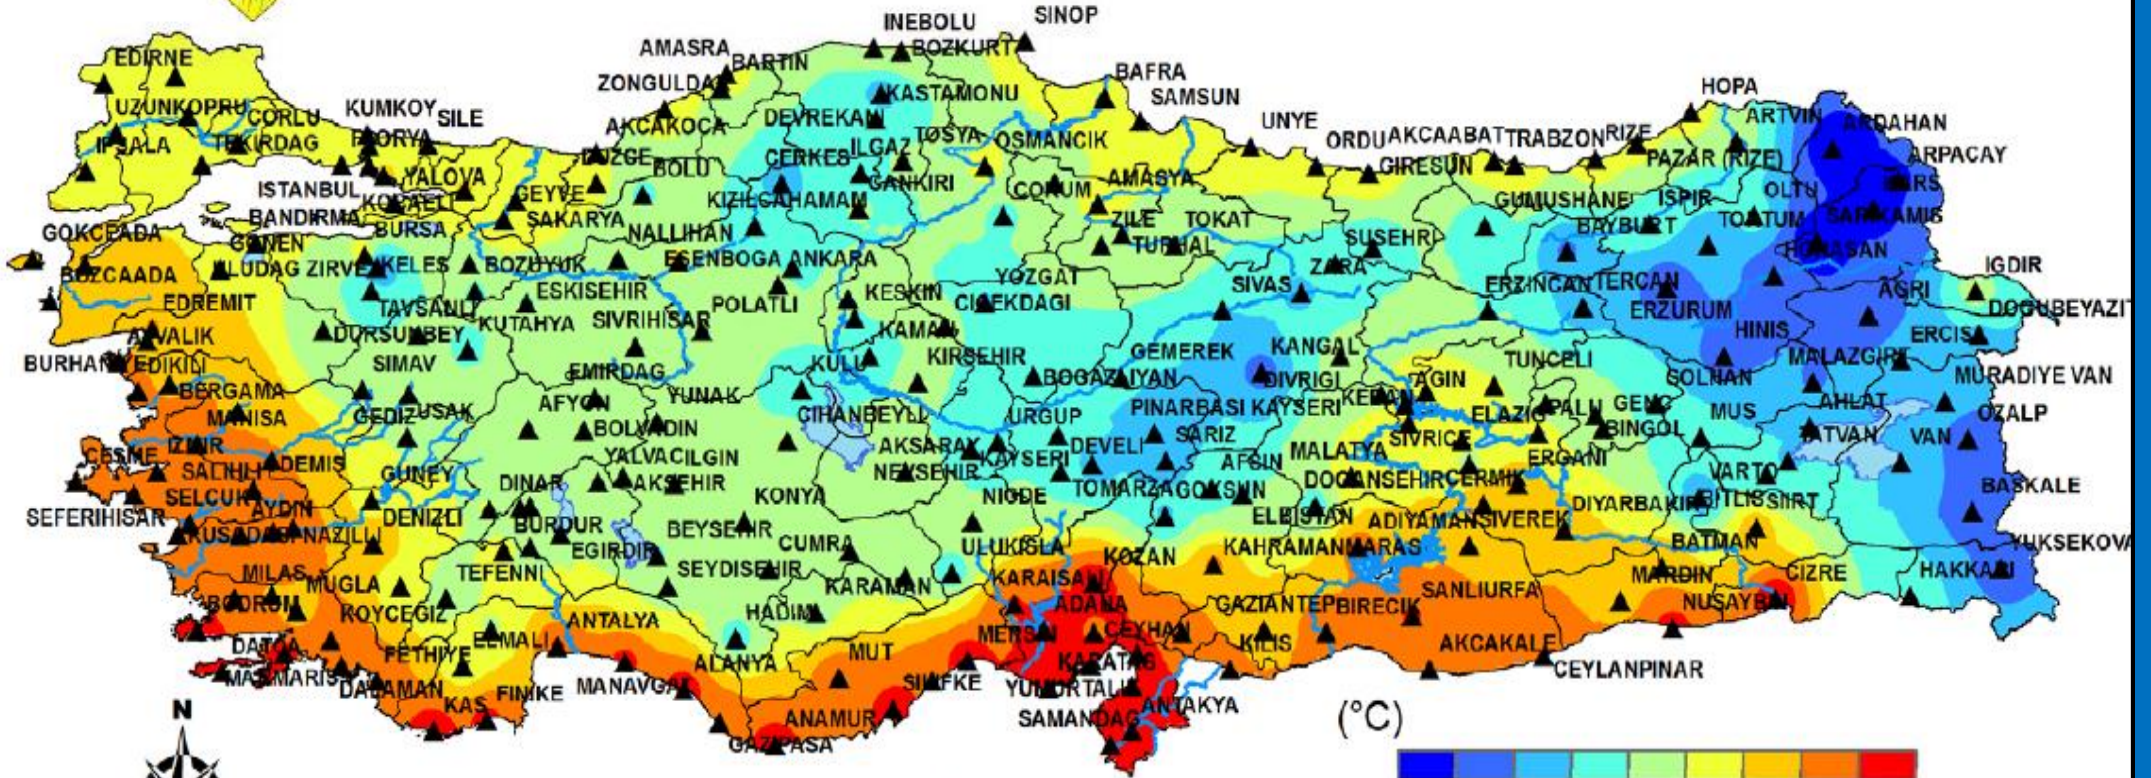 INEBOLU
SINOP
AMASRA
BOZKURT
EDIRNE
BARTIN
ZONGULDA
BAFRA
HOPA
KASTAMONU
SAMSUN
UZUNKOPRU
CORLU
KUMKOY
SILE
DEVREKANI
ARTVIN
ARDAHAN
AKCAKOCA
TOSYA
OSMANCIK
UNYE
ORDU
AKCAABAT
TRABZON
RIZE
IPSALA
TEKIRDAG
ILGAZ
DUZGE
BOLU
CERKES
GIRESUN
PAZAR (RIZE)
ARPACAY
YALOVA
CANKIRI
CORUM
AMASYA
OLTU
ISTANBUL
KOCAELI
GEYVE
KIZILCAHAMAM
GUMUSHANE
ISPIR
BANDIRMA
BURSA
SAKARYA
NALLIHAN
ZILE
TOKAT
BAYBURT
TORTUM
SARIKAMIS
GOKCEADA
GONEN
TURHAL
SUSEHRI
HORASAN
BOZCAADA
ULUDAG ZIRVE
KELES
BOZUYUK
ESENBOGA
ANKARA
ZARA
IGDIR
EDREMIT
TAVSANLI
ESKISEHIR
POLATLI
KESKIN
YOZGAT
CICEKDAGI
SIVAS
ERZINCAN
TERCAN
ERZURUM
AGRI
DOGUBEYAZIT
AYVALIK
DURSUNBEY
KUTAHYA
SIVRIHISAR
KAMAN
HINIS
ERCIS
BURHANIYE
DIKILI
SIMAV
EMIRDAG
KULU
KIRSEHIR
GEMEREK
KANGAL
TUNCELI
MALAZGIRT
BERGAMA
YUNAK
BOGAZLIYAN
DIVRIGI
AGIN
SOLHAN
MURADIYE VAN
MANISA
GEDIZ
USAK
AFYON
BOLVADIN
CIHANBEYLI
URGUP
PINARBASI
KAYSERI
KEBAN
ELAZIG
PALU
GENC
MUS
AHLAT
OZALP
CESME
IZMIR
SALIHLI
AKSARAY
KAYSERI
DEVELI
SARIZ
MALATYA
SIVRICE
BINGOL
TATVAN
VAN
GUNEY
DINAR
YALVAC
ILGIN
AKSEHIR
NEVSEHIR
AFSIN
DOGANSEHIR
CERMIK
ERGANI
VARTO
SELCUK
AYDIN
KONYA
NIGDE
TOMARZA
GOKSUN
DIYARBAKIR
BITLIS
SIIRT
BASKALE
SEFERIHISAR
KUSADASI
NAZILLI
DENIZLI
BURDUR
EGIRDIR
BEYSEHIR
CUMRA
ULUKISLA
ELBISTAN
ADIYAMAN
SIVEREK
BATMAN
YUKSEKOVA
MILAS
MUGLA
TEFENNI
SEYDISEHIR
KARAMAN
KARAISALI
KOZAN
KAHRAMANMARAS
SANLIURFA
MARDIN
CIZRE
HAKKARI
BODRUM
KOYCEGIZ
ANTALYA
HADIM
ADANA
GAZIANTEP
BIRECIK
NUSAYBIN
DATCA
FETHIYE
ELMALI
ALANYA
MUT
MERSIN
CEYHAN
KILIS
AKCAKALE
CEYLANPINAR
MARMARIS
DALAMAN
KAS
FINIKE
MANAVGAT
SILIFKE
KARATAS
YUMURTALIK
ANAMUR
SAMANDAG
ANTAKYA
GAZIPASA
N
(°C)